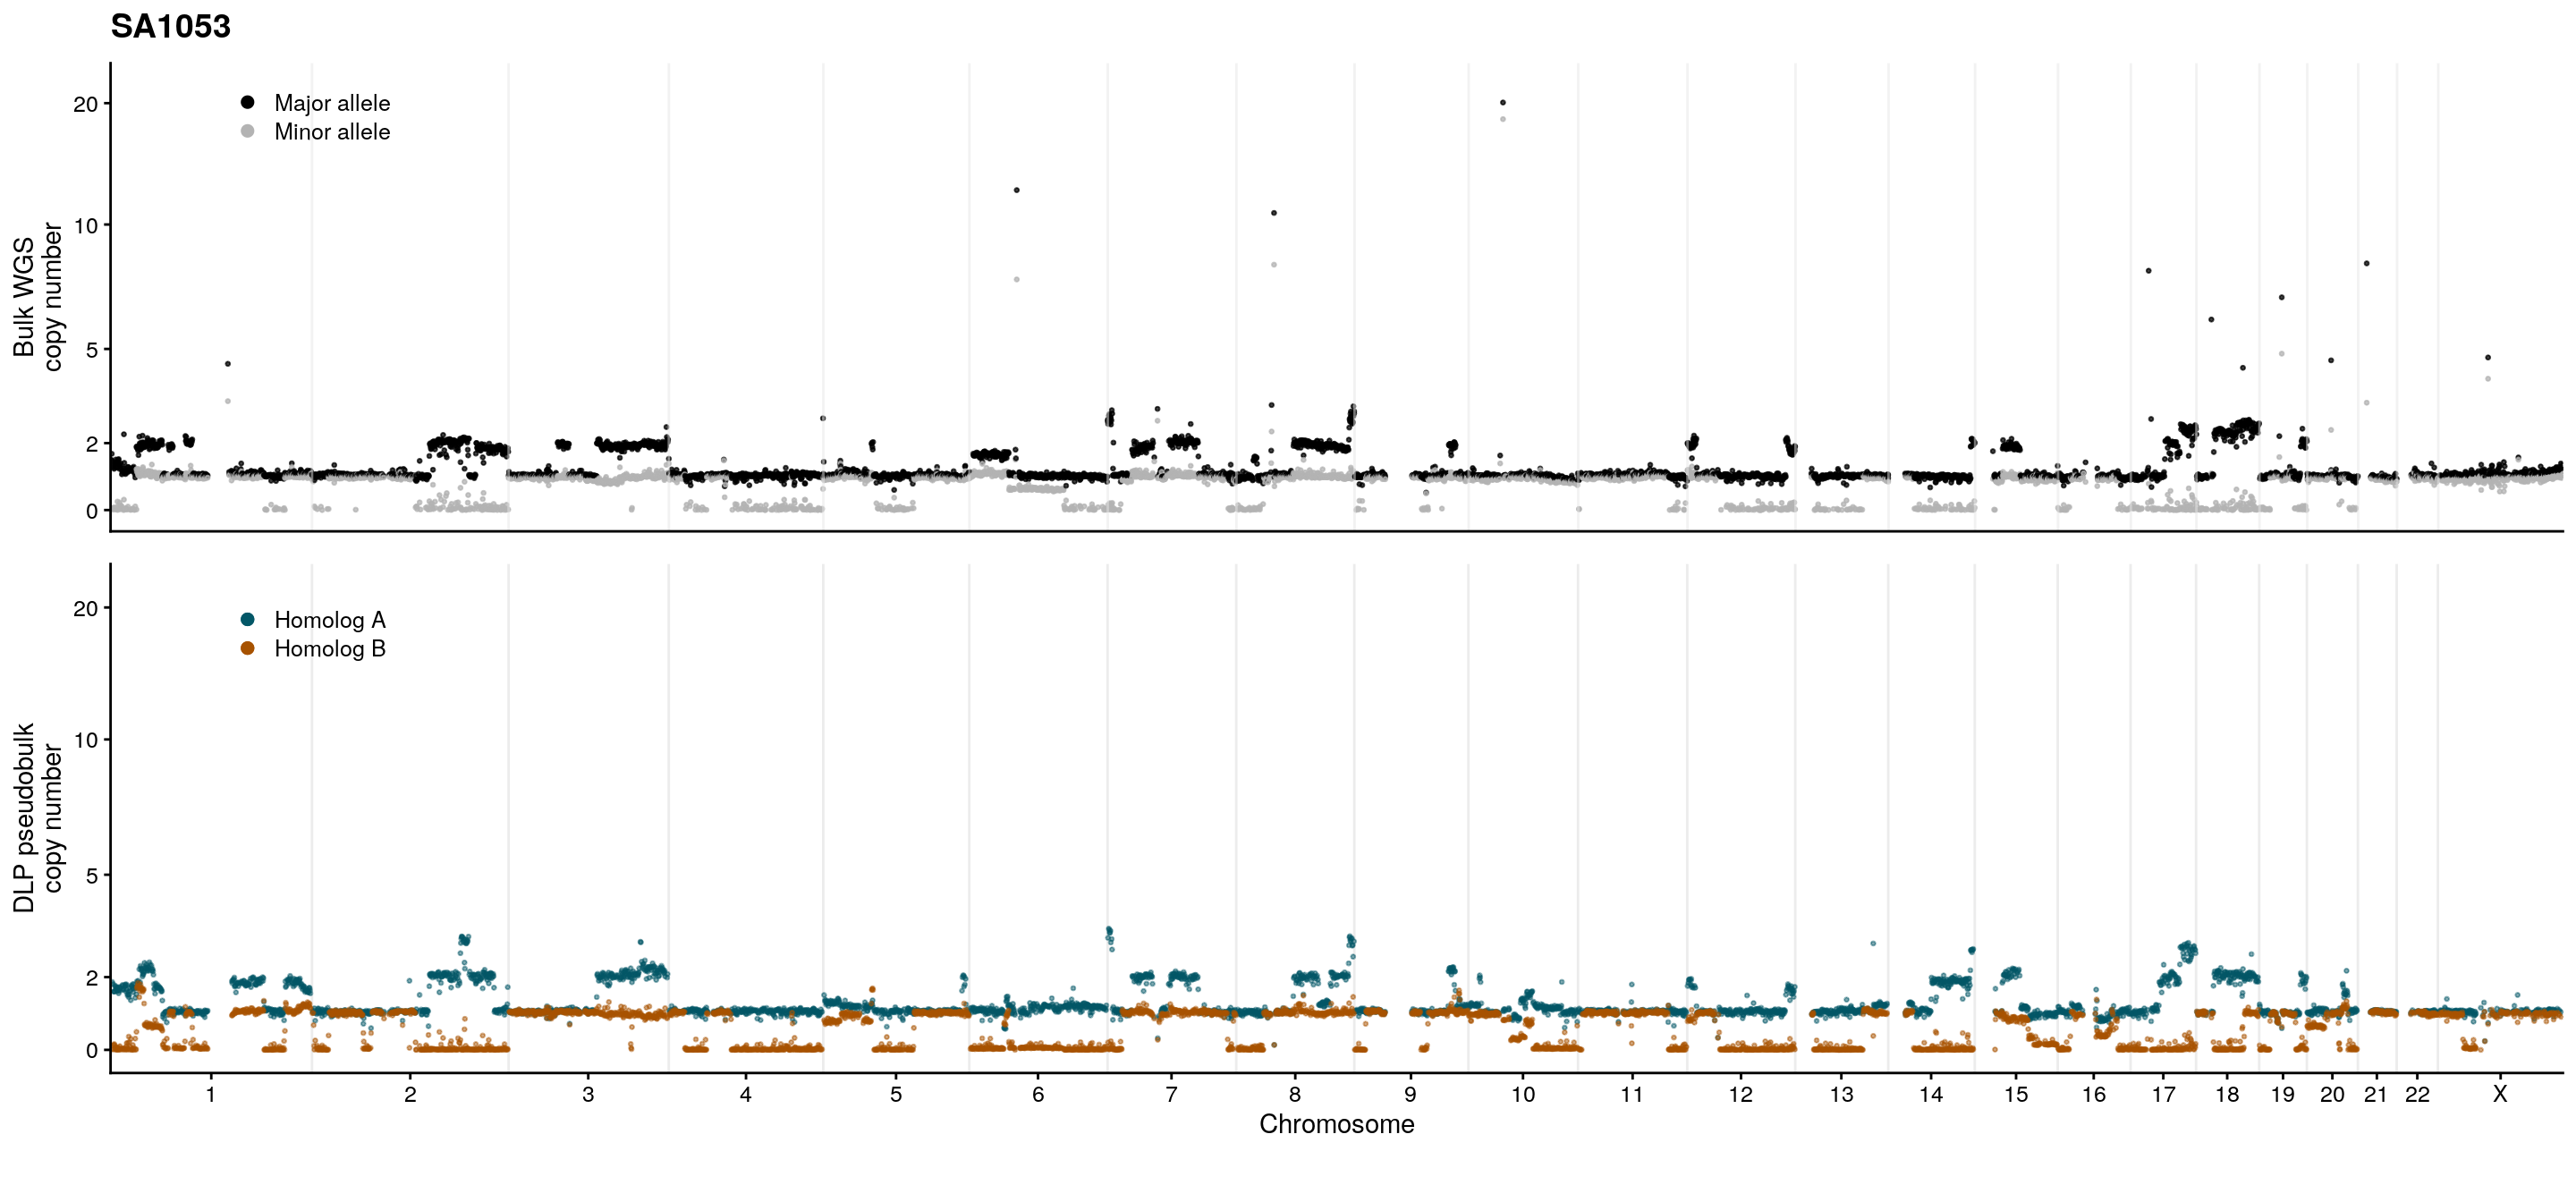 SA1053
Bulk WGS
copy number
20
10
5
2
0
Major allele
Minor allele
DLP pseudobulk
copy number
20
10
5
2
0
Homolog A
Homolog B
1 2 3 4 5 6 7 8 9 10 11 12 13 14 15 16 17 18 19 20 21 22 X
Chromosome